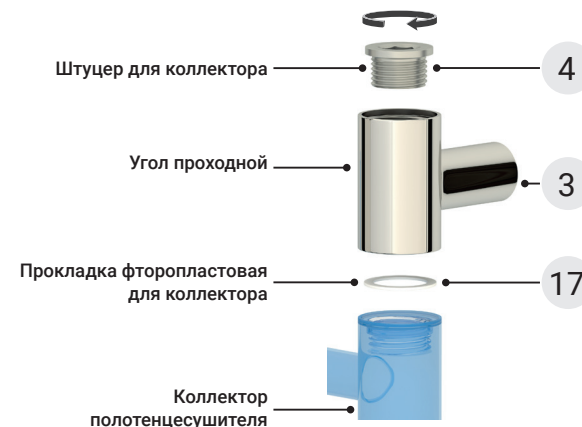 Штуцер для коллектора
4
Угол проходной
3
Прокладка фторопластовая
для коллектора
17
Коллектор
полотенцесушителя